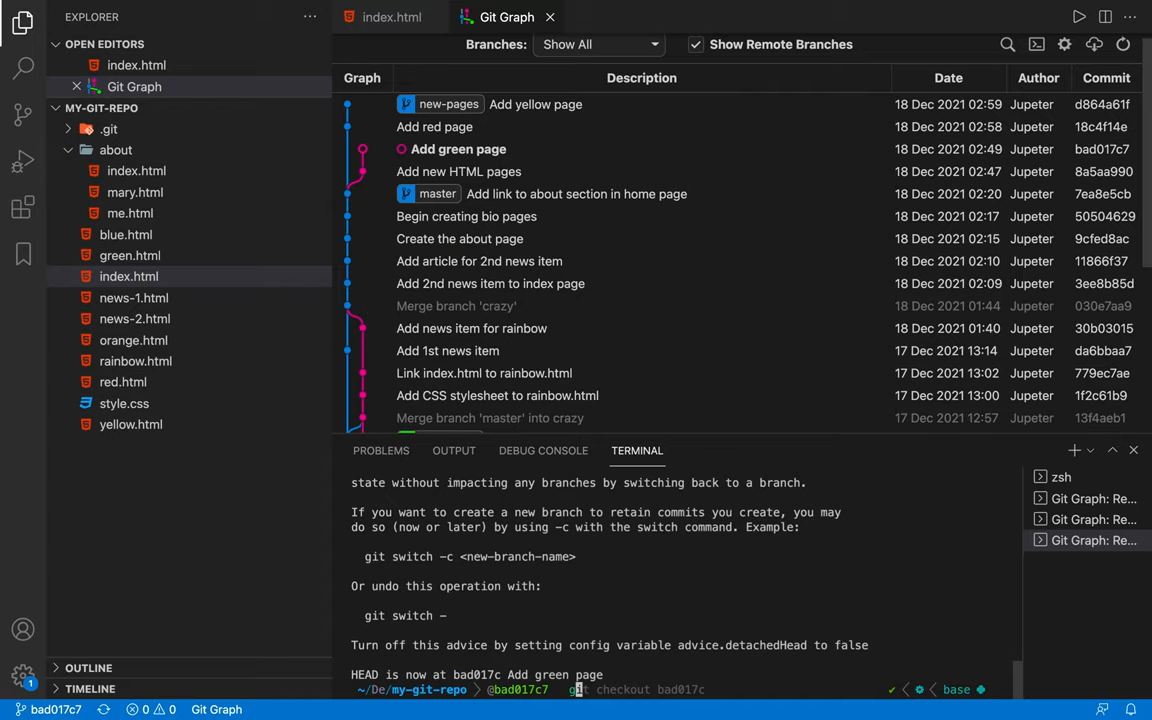 EXPLORER
OPEN EDITORS
index.html
Git Graph
MY-GIT-REPO
.git
about
index.html
mary.html
me.html
blue.html
green.html
index.html
news-1.html
news-2.html
orange.html
rainbow.html
red.html
style.css
yellow.html
OUTLINE
TIMELINE
index.html Git Graph
Branches: Show All Show Remote Branches
Graph Description Date Author Commit
new-pages Add yellow page 18 Dec 2021 02:59 Jupeter d864a61f
Add red page 18 Dec 2021 02:58 Jupeter 18c4f14e
Add green page 18 Dec 2021 02:49 Jupeter bad017c7
Add new HTML pages 18 Dec 2021 02:47 Jupeter 8a5aa990
master Add link to about section in home page 18 Dec 2021 02:20 Jupeter 7ea8e5cb
Begin creating bio pages 18 Dec 2021 02:17 Jupeter 50504629
Create the about page 18 Dec 2021 02:15 Jupeter 9cfed8ac
Add article for 2nd news item 18 Dec 2021 02:10 Jupeter 11866f37
Add 2nd news item to index page 18 Dec 2021 02:09 Jupeter 3ee8b85d
Merge branch 'crazy' 18 Dec 2021 01:44 Jupeter 030e7aa9
Add news item for rainbow 18 Dec 2021 01:40 Jupeter 30b03015
Add 1st news item 17 Dec 2021 13:14 Jupeter da6bbaa7
Link index.html to rainbow.html 17 Dec 2021 13:02 Jupeter 779ec7ae
Add CSS stylesheet to rainbow.html 17 Dec 2021 13:00 Jupeter 1f2c61b9
Merge branch 'master' into crazy 17 Dec 2021 12:57 Jupeter 13f4aeb1
PROBLEMS OUTPUT DEBUG CONSOLE TERMINAL
state without impacting any branches by switching back to a branch.
If you want to create a new branch to retain commits you create, you may
do so (now or later) by using -c with the switch command. Example:
git switch -c <new-branch-name>
Or undo this operation with:
git switch -
Turn off this advice by setting config variable advice.detachedHead to false
HEAD is now at bad017c Add green page
~/De/my-git-repo @bad017c7 git checkout bad017c base
zsh
Git Graph: Re...
Git Graph: Re...
Git Graph: Re...
1
bad017c7 0 0 Git Graph